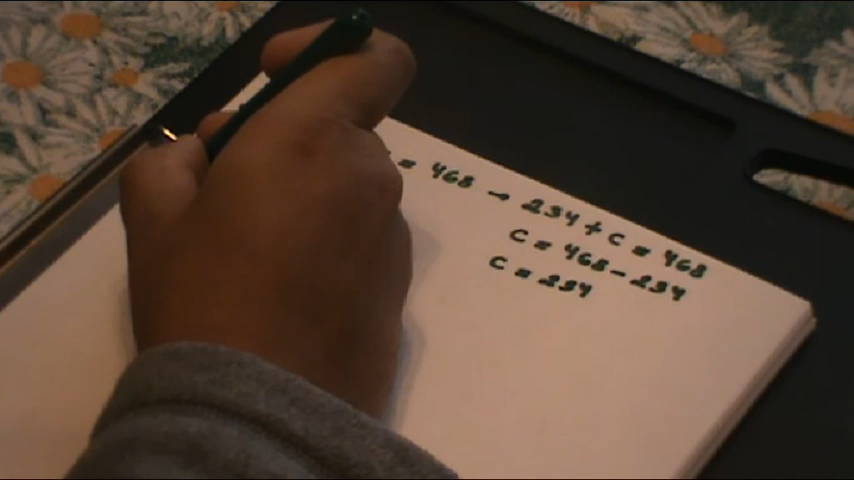 = 468 → 234 + c = 468
c = 468 - 234
c = 234